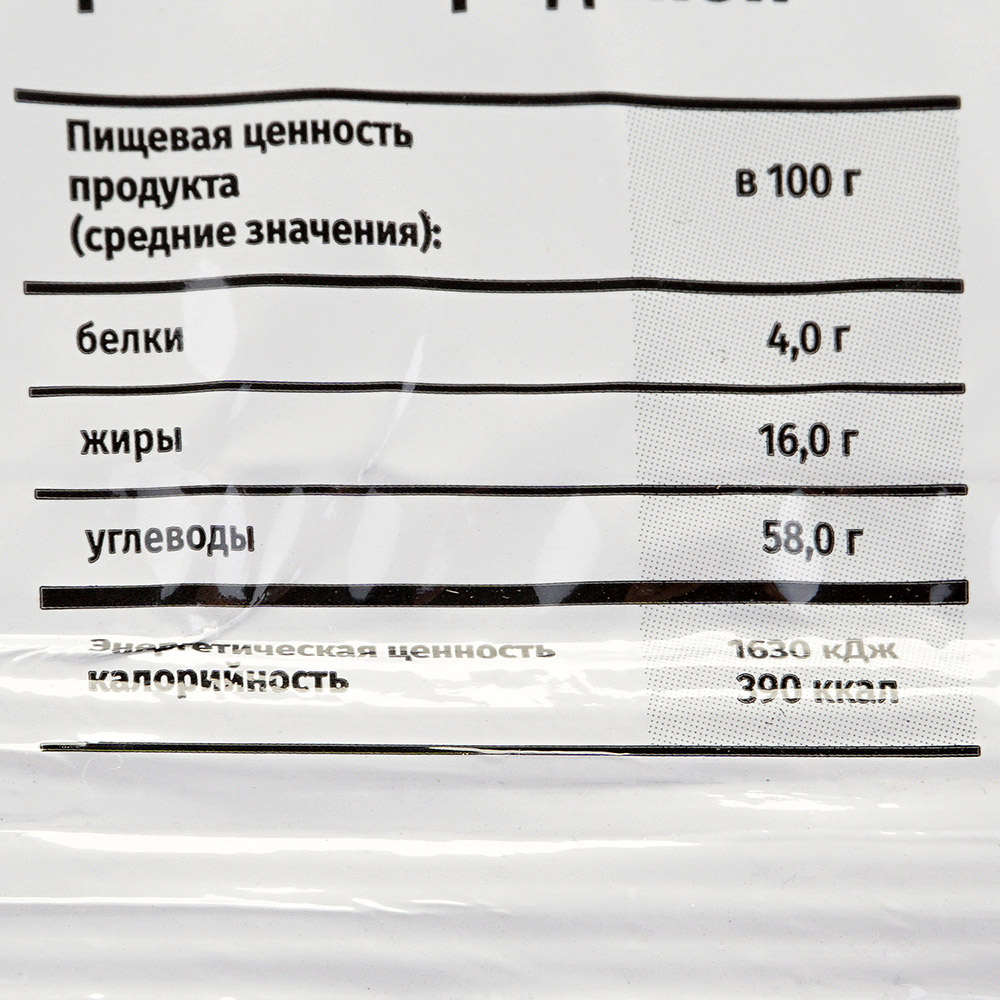 Пищевая ценность
продукта
(средние значения):
в 100 г
белки
4,0 г
жиры
16,0 г
углеводы
58,0 г
Энергетическая ценность
калорийность
1630 кДж
390 ккал